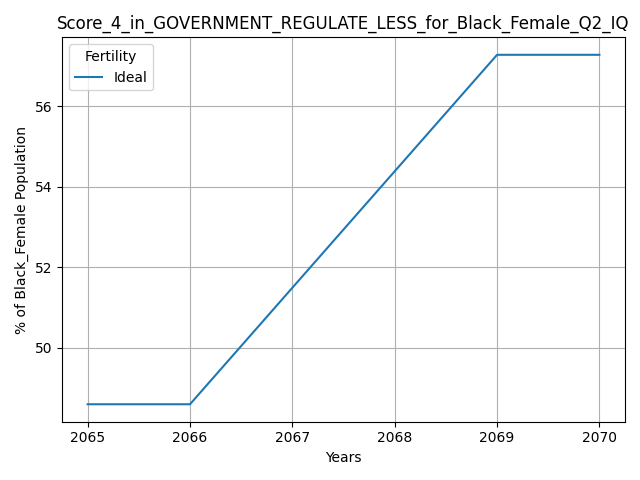 Score_4_in_GOVERNMENT_REGULATE_LESS_for_Black_Female_Q2_IQ
Fertility
Ideal
% of Black_Female Population
56
54
52
50
2065 2066 2067 2068 2069 2070
Years